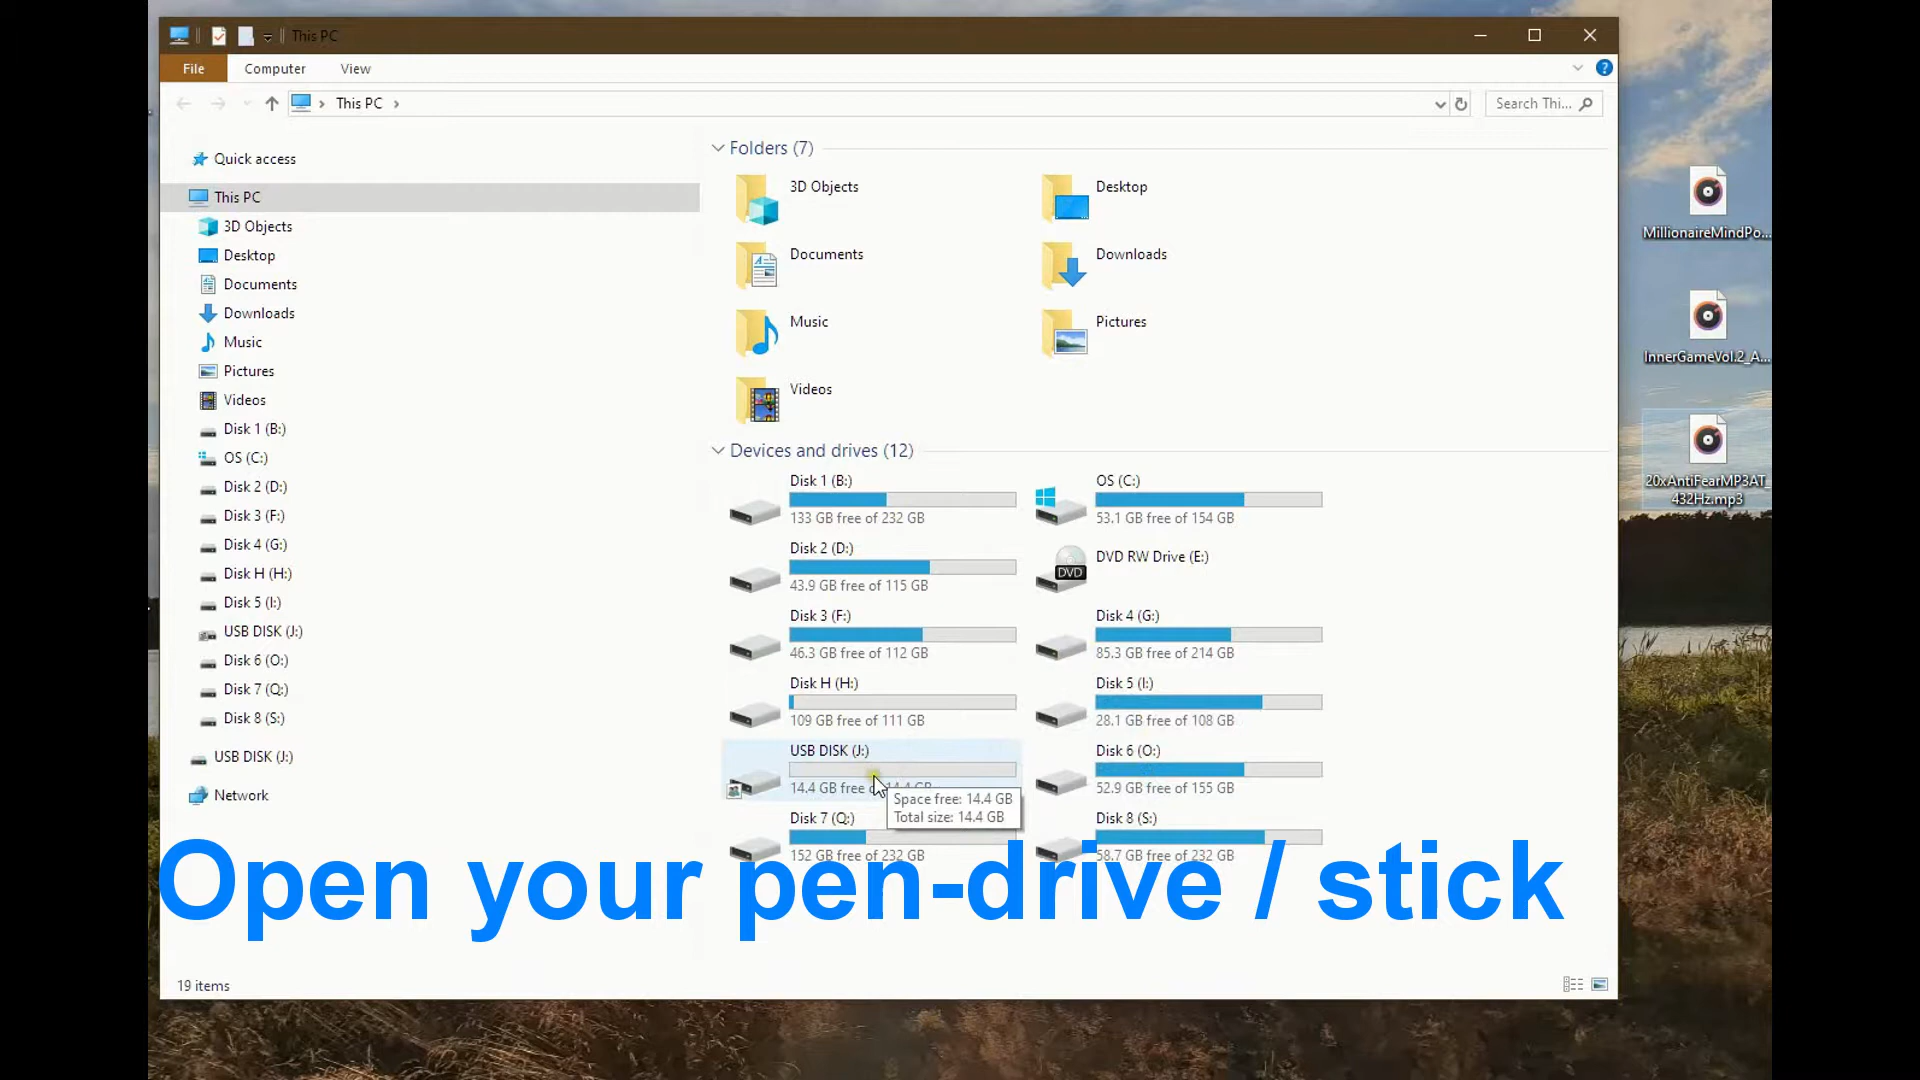 This PC
File
Computer
View
This PC
Search Thi...
Quick access
This PC
3D Objects
Desktop
Documents
Downloads
Music
Pictures
Videos
Disk 1 (B:)
OS (C:)
Disk 2 (D:)
Disk 3 (F:)
Disk 4 (G:)
Disk H (H:)
Disk 5 (I:)
USB DISK (J:)
Disk 6 (O:)
Disk 7 (Q:)
Disk 8 (S:)
USB DISK (J:)
Network
Folders (7)
3D Objects
Desktop
Documents
Downloads
Music
Pictures
Videos
Devices and drives (12)
Disk 1 (B:)
133 GB free of 232 GB
OS (C:)
53.1 GB free of 154 GB
Disk 2 (D:)
43.9 GB free of 115 GB
DVD RW Drive (E:)
DVD
Disk 3 (F:)
46.3 GB free of 112 GB
Disk 4 (G:)
85.3 GB free of 214 GB
Disk H (H:)
109 GB free of 111 GB
Disk 5 (I:)
28.1 GB free of 108 GB
USB DISK (J:)
14.4 GB free of 14.4 GB
Space free: 14.4 GB
Total size: 14.4 GB
Disk 6 (O:)
52.9 GB free of 155 GB
Disk 7 (Q:)
152 GB free of 232 GB
Disk 8 (S:)
58.7 GB free of 232 GB
Open your pen-drive / stick
19 items
MillionaireMindPo...
InnerGameVol.2_A...
20xAntiFearMP3AT_
432Hz.mp3